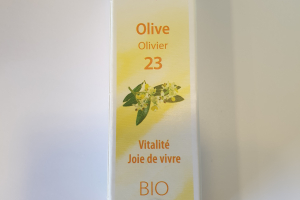 Olive
Olivier
23
Vitalité
Joie de vivre
BIO